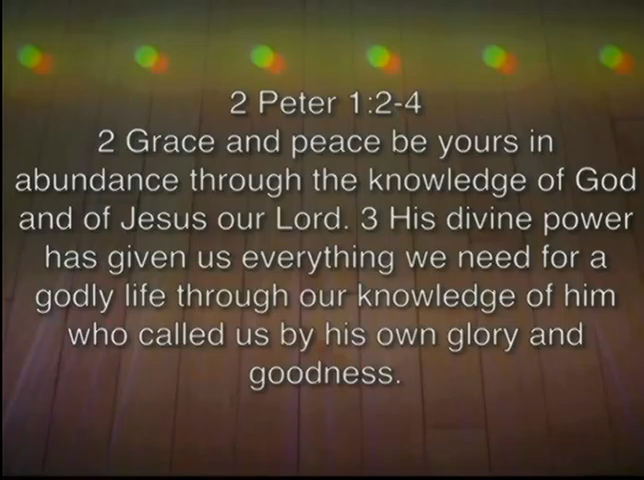 2 Peter 1:2-4
2 Grace and peace be yours in
abundance through the knowledge of God
and of Jesus our Lord. 3 His divine power
has given us everything we need for a
godly life through our knowledge of him
who called us by his own glory and
goodness.